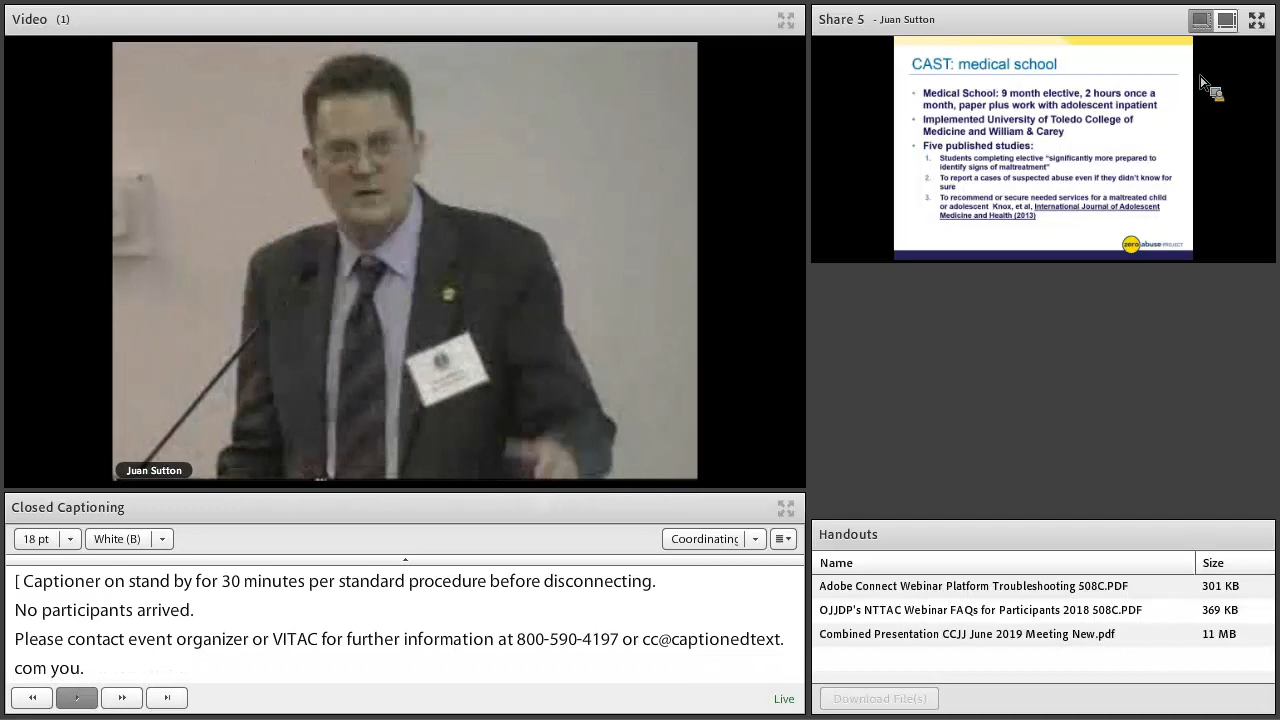 Video (1)
Juan Sutton
Share 5 - Juan Sutton
CAST: medical school
• Medical School: 9 month elective, 2 hours once a
month, paper plus work with adolescent inpatient
• Implemented University of Toledo College of
Medicine and William & Carey
• Five published studies:
1. Students completing elective “significantly more prepared to
identify signs of maltreatment”
2. To report a cases of suspected abuse even if they didn’t know for
sure
3. To recommend or secure needed services for a maltreated child
or adolescent Knox, et al, International Journal of Adolescent
Medicine and Health (2013)
zero abuse PROJECT
Closed Captioning
18 pt
White (B)
Coordinating
[ Captioner on stand by for 30 minutes per standard procedure before disconnecting.
No participants arrived.
Please contact event organizer or VITAC for further information at 800-590-4197 or cc@captionedtext.
com you.
Live
Handouts
Name Size
Adobe Connect Webinar Platform Troubleshooting 508C.PDF 301 KB
OJJDP's NTTAC Webinar FAQs for Participants 2018 508C.PDF 369 KB
Combined Presentation CCJJ June 2019 Meeting New.pdf 11 MB
Download File(s)